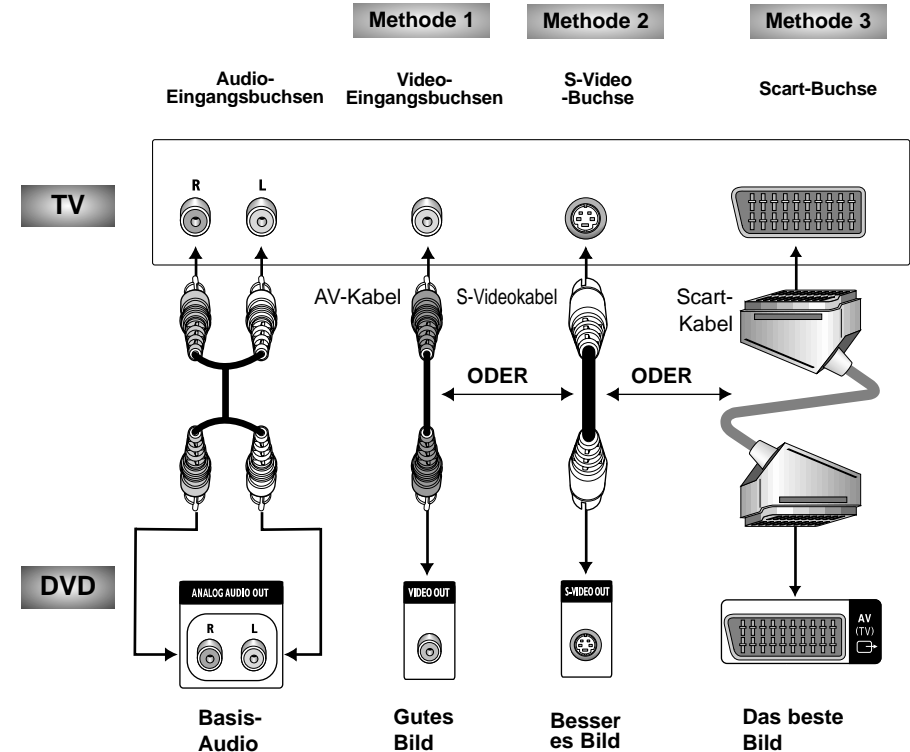 Methode 1
Methode 2
Methode 3
Audio-
Eingangsbuchsen
Video-
Eingangsbuchsen
S-Video
-Buchse
Scart-Buchse
TV
R
L
AV-Kabel
S-Videokabel
Scart-
Kabel
ODER
ODER
DVD
ANALOG AUDIO OUT
R
L
VIDEO OUT
S-VIDEO OUT
AV
(TV)
Basis-
Audio
Gutes
Bild
Besser
es Bild
Das beste
Bild